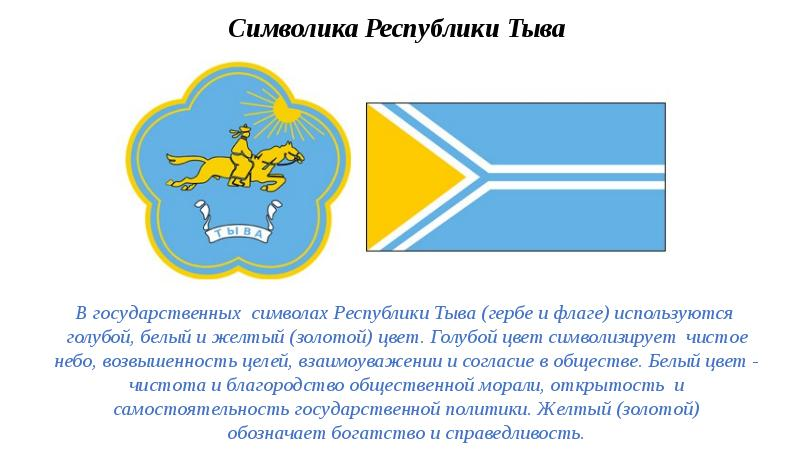 Символика Республики Тыва
ТЫВА
В государственных символах Республики Тыва (гербе и флаге) используются
голубой, белый и желтый (золотой) цвет. Голубой цвет символизирует чистое
небо, возвышенность целей, взаимоуважении и согласие в обществе. Белый цвет -
чистота и благородство общественной морали, открытость и
самостоятельность государственной политики. Желтый (золотой)
обозначает богатство и справедливость.